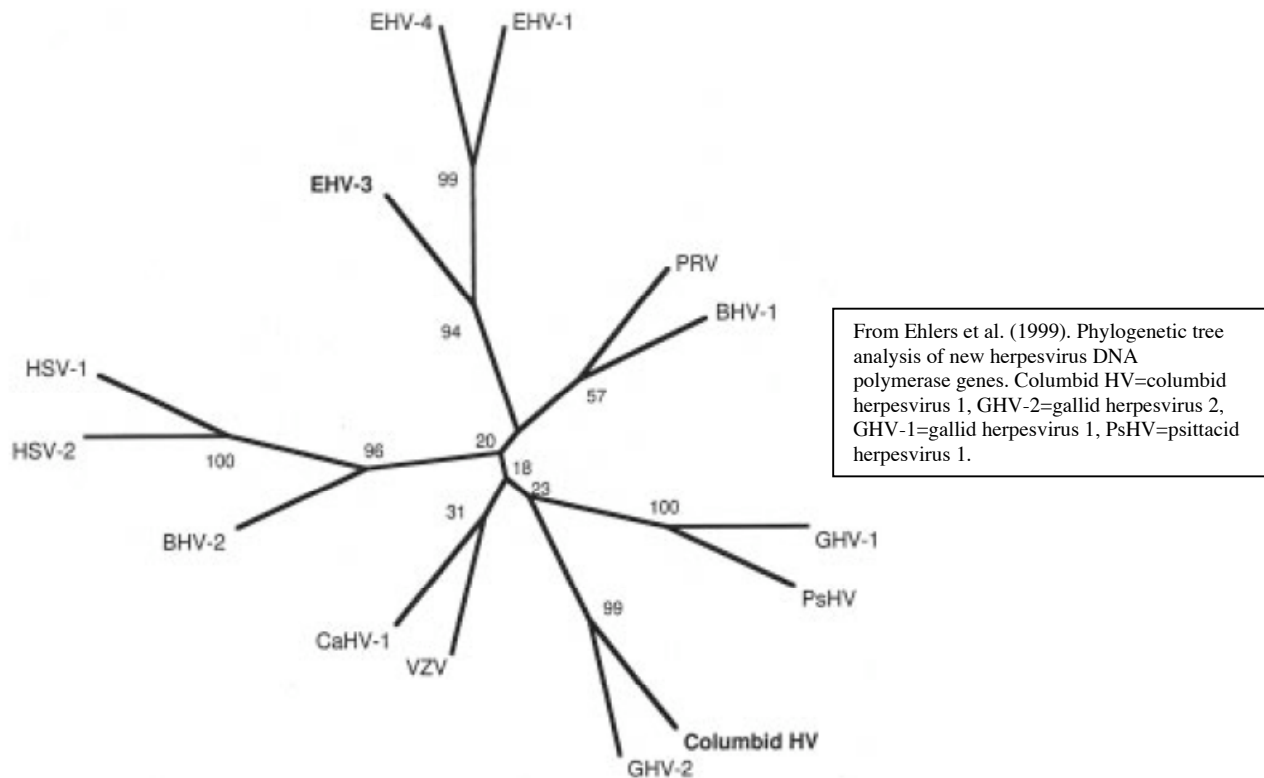 EHV-4
EHV-1
99
EHV-3
PRV
94
BHV-1
HSV-1
57
HSV-2
100
96
20
18
BHV-2
31
23
100
GHV-1
PsHV
CaHV-1
VZV
99
Columbid HV
GHV-2
From Ehlers et al. (1999). Phylogenetic tree
analysis of new herpesvirus DNA
polymerase genes. Columbid HV=columbid
herpesvirus 1, GHV-2=gallid herpesvirus 2,
GHV-1=gallid herpesvirus 1, PsHV=psittacid
herpesvirus 1.